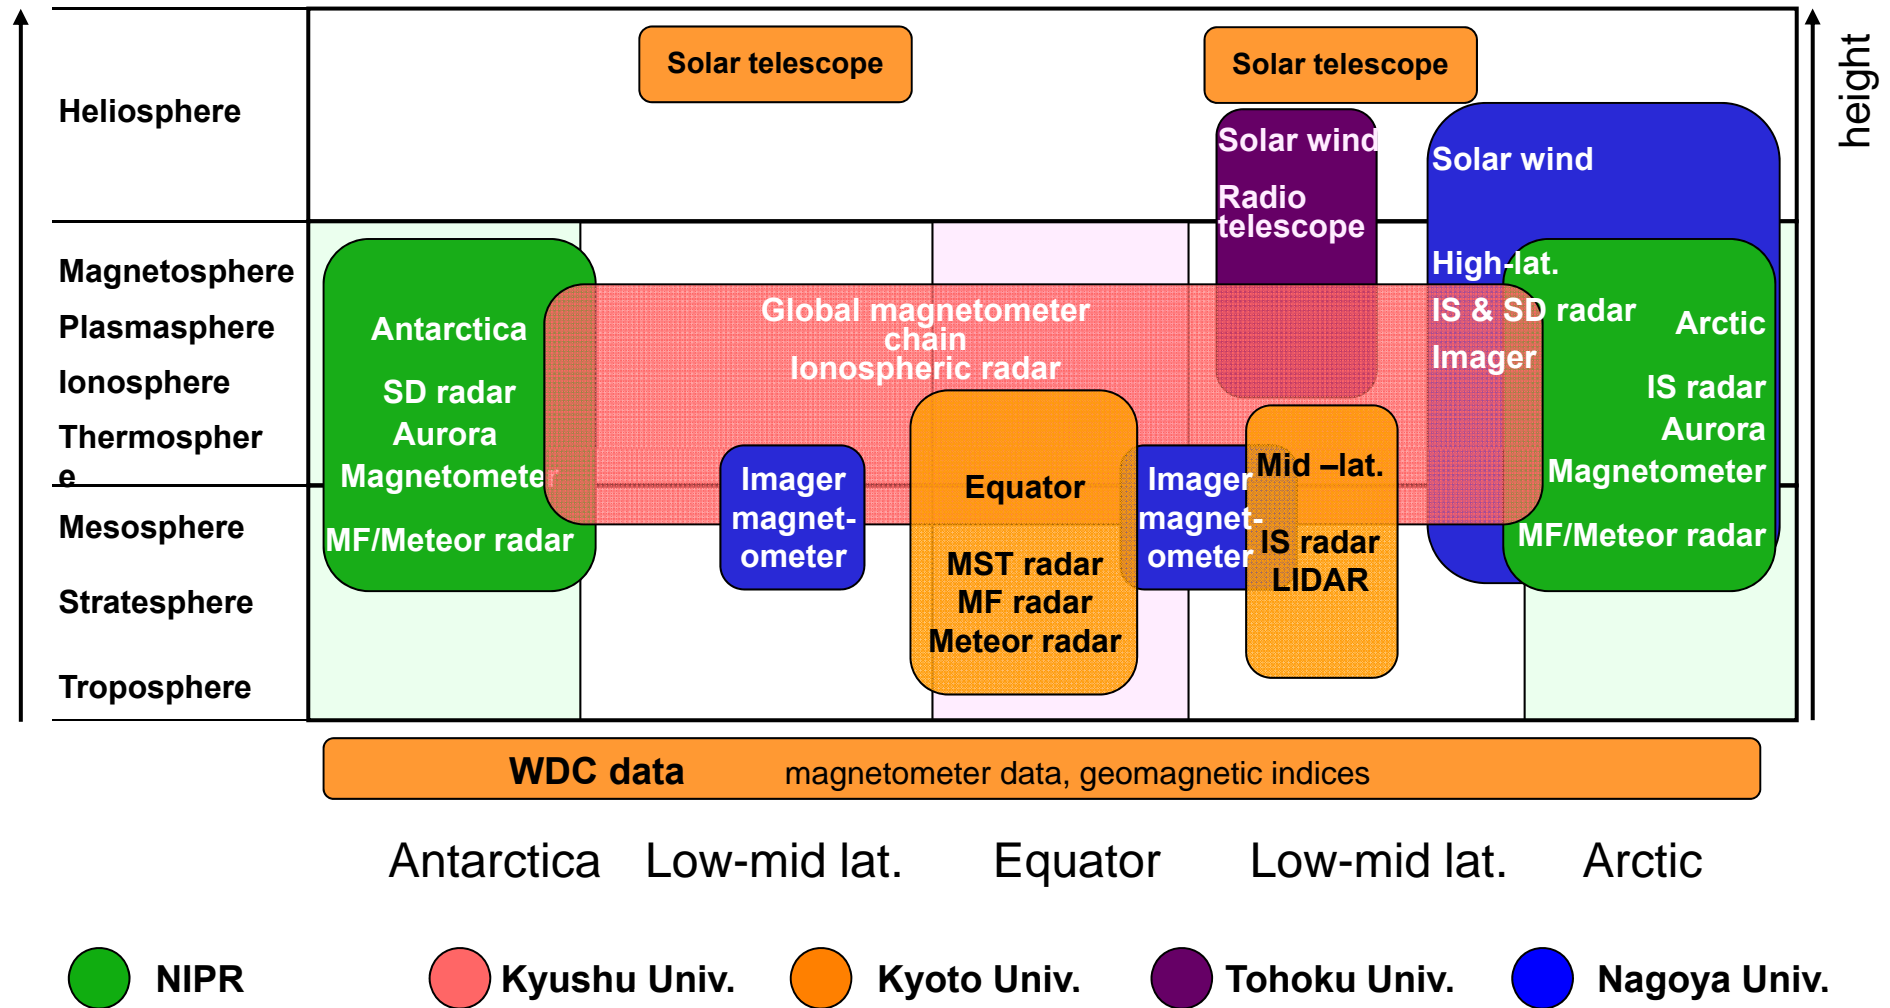 height
Heliosphere
Magnetosphere
Plasmasphere
Ionosphere
Thermospher
e
Mesosphere
Stratesphere
Troposphere
Solar telescope
Solar telescope
Solar wind
Radio
telescope
Solar wind
High-lat.
IS & SD radar
Imager
Antarctica
SD radar
Aurora
Magnetometer
MF/Meteor radar
Global magnetometer
chain
Ionospheric radar
Imager
magnet-
ometer
Equator
MST radar
MF radar
Meteor radar
Imager
magnet-
ometer
Mid –lat.
IS radar
LIDAR
Arctic
IS radar
Aurora
Magnetometer
MF/Meteor radar
WDC data magnetometer data, geomagnetic indices
Antarctica Low-mid lat. Equator Low-mid lat. Arctic
NIPR Kyushu Univ. Kyoto Univ. Tohoku Univ. Nagoya Univ.